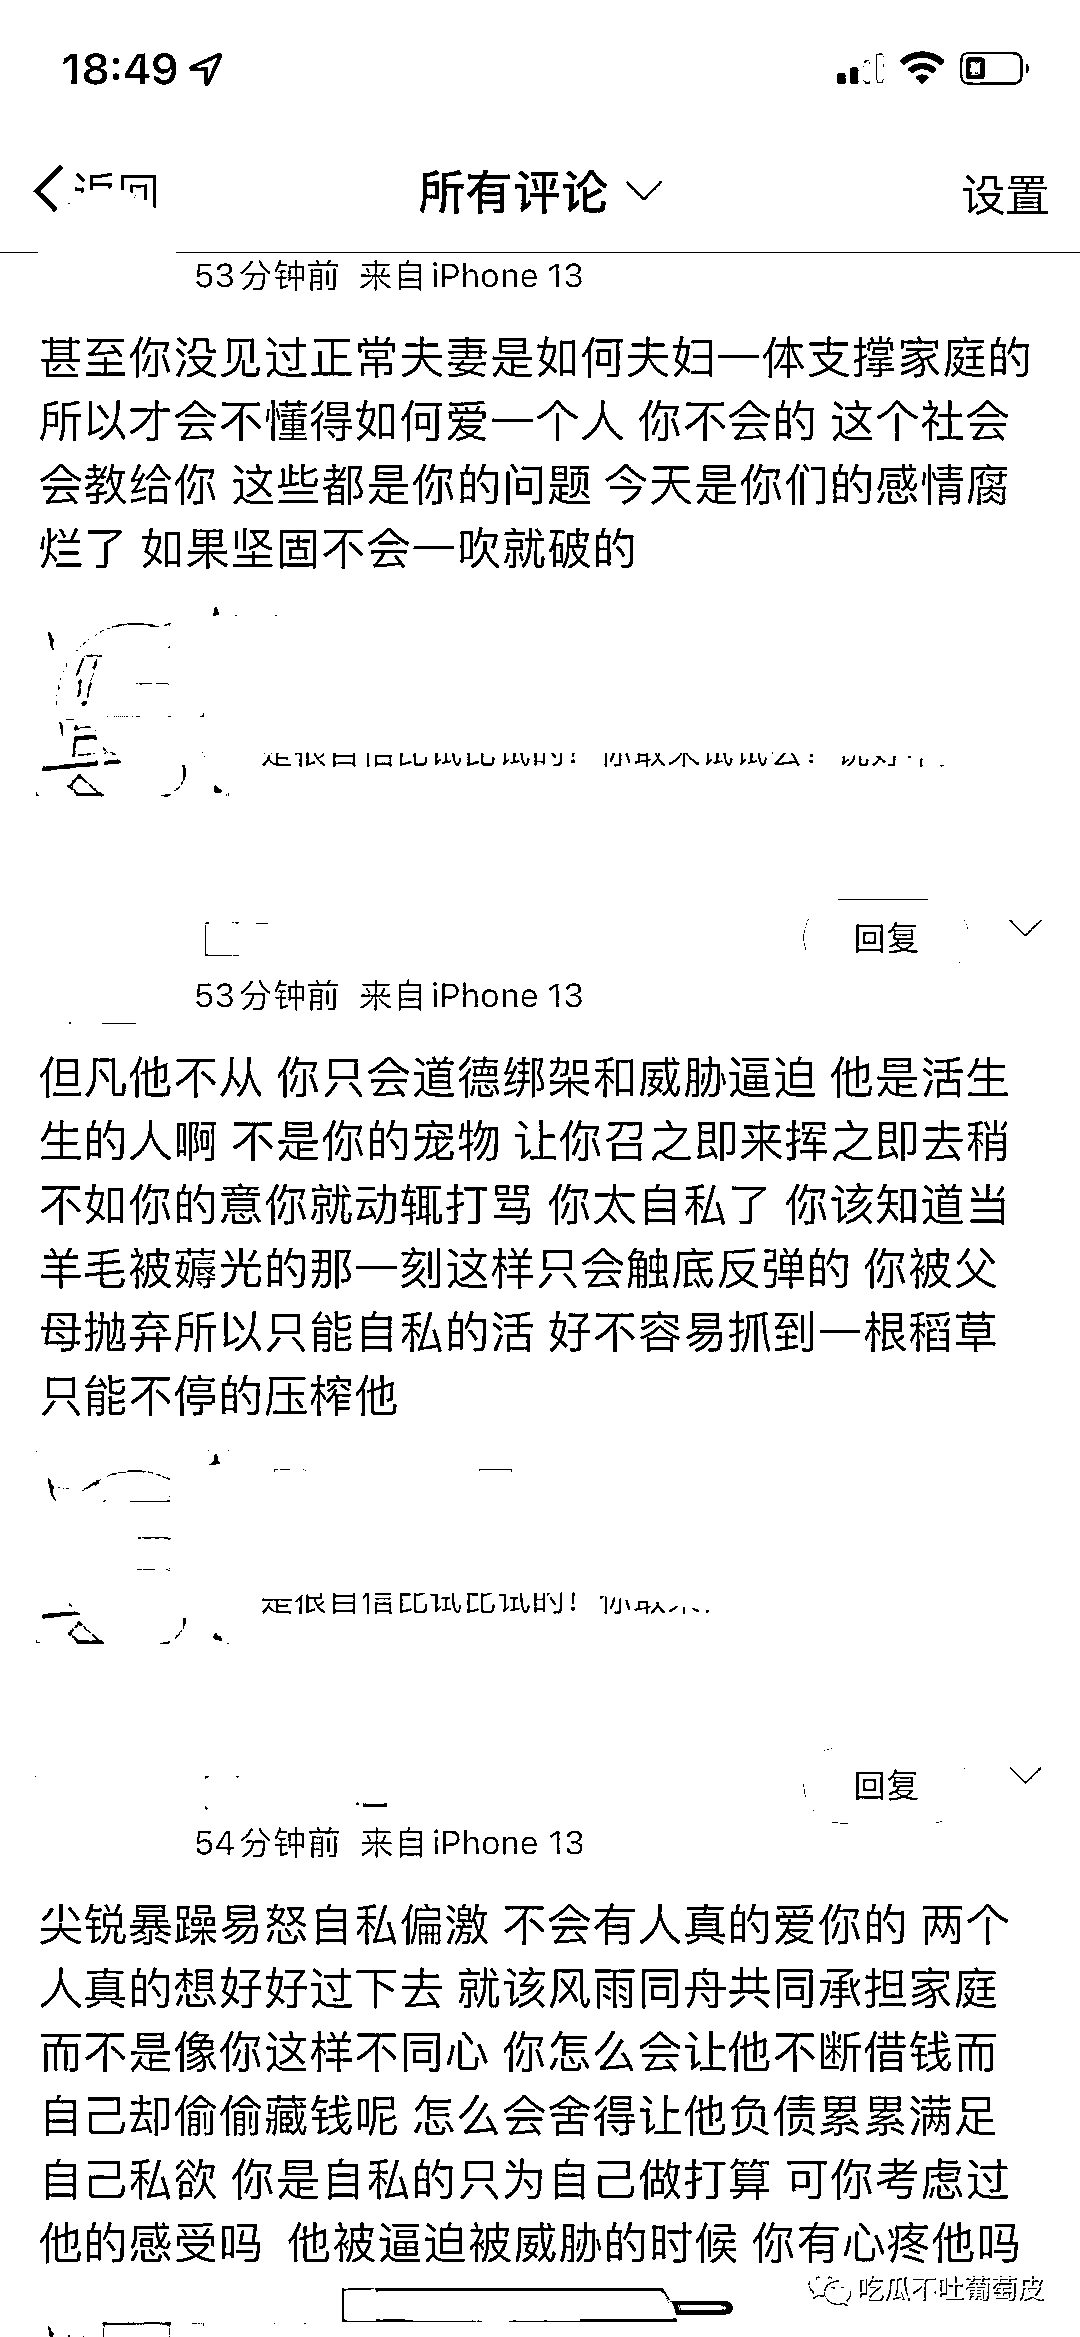 18:49
所有评论
设置
53分钟前 来自iPhone 13
甚至你没见过正常夫妻是如何夫妇一体支撑家庭的
所以才会不懂得如何爱一个人 你不会的 这个社会
会教给你 这些都是你的问题 今天是你们的感情腐
烂了 如果坚固不会一吹就破的
回复
53分钟前 来自iPhone 13
但凡他不从 你只会道德绑架和威胁逼迫 他是活生
生的人啊 不是你的宠物 让你召之即来挥之即去稍
不如你的意你就动辄打骂 你太自私了 你该知道当
羊毛被薅光的那一刻这样只会触底反弹的 你被父
母抛弃所以只能自私的活 好不容易抓到一根稻草
只能不停的压榨他
回复
54分钟前 来自iPhone 13
尖锐暴躁易怒自私偏激 不会有人真的爱你的 两个
人真的想好好过下去 就该风雨同舟共同承担家庭
而不是像你这样不同心 你怎么会让他不断借钱而
自己却偷偷藏钱呢 怎么会舍得让他负债累累满足
自己私欲 你是自私的只为自己做打算 可你考虑过
他的感受吗 他被逼迫被威胁的时候 你有心疼他吗
吃瓜不吐葡萄皮